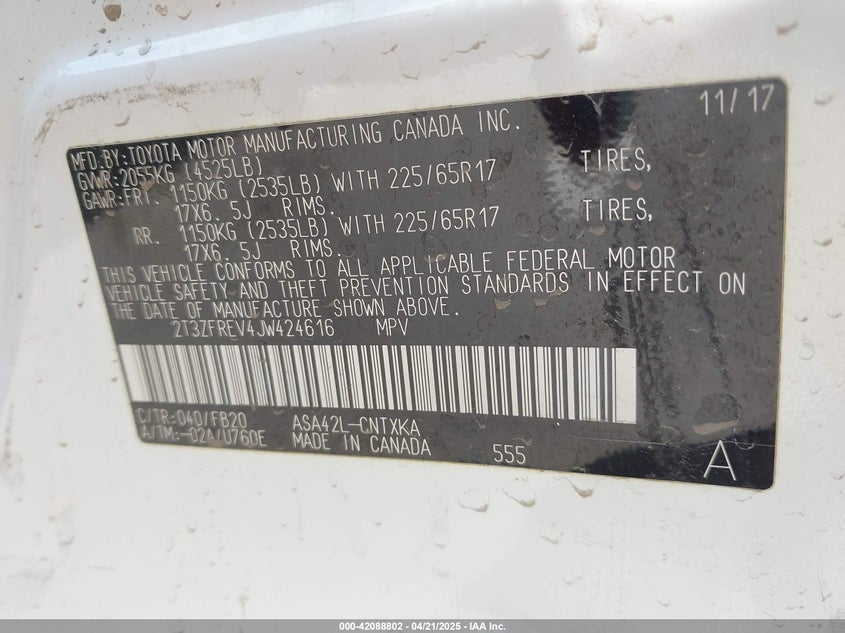 11/17
MFD.BY:TOYOTA MOTOR MANUFACTURING CANADA INC.
GVWR:2055KG (4525LB)
GAWR:FRT. 1150KG (2535LB) WITH 225/65R17 TIRES,
17X6.5J RIMS.
RR. 1150KG (2535LB) WITH 225/65R17 TIRES,
17X6.5J RIMS.
THIS VEHICLE CONFORMS TO ALL APPLICABLE FEDERAL MOTOR
VEHICLE SAFETY AND THEFT PREVENTION STANDARDS IN EFFECT ON
THE DATE OF MANUFACTURE SHOWN ABOVE.
2T3ZFREV4JW424616 MPV
C/TR:040/FB20 ASA42L-CNTXKA
A/TM:-02A/U760E MADE IN CANADA 555 A
000-42088802 - 04/21/2025 - IAA Inc.